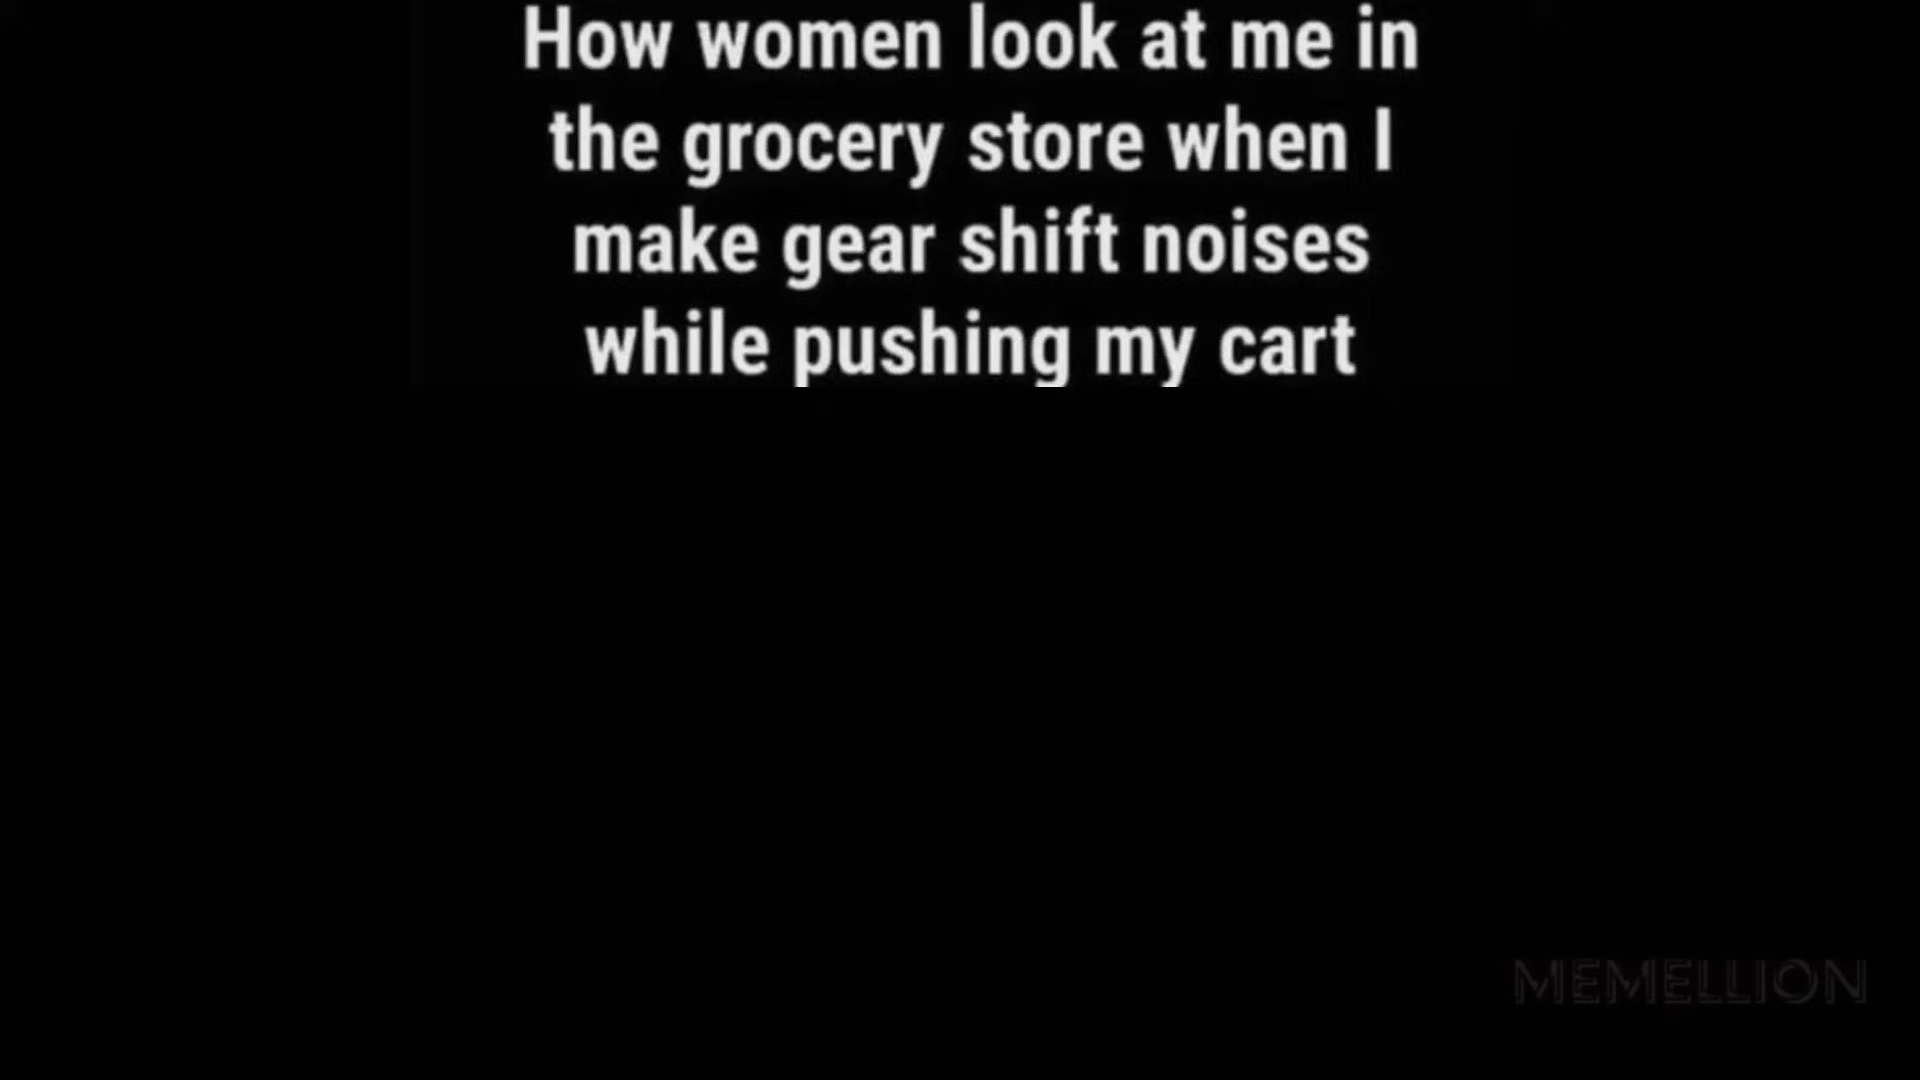 How women look at me in
the grocery store when I
make gear shift noises
while pushing my cart
MEMELLION